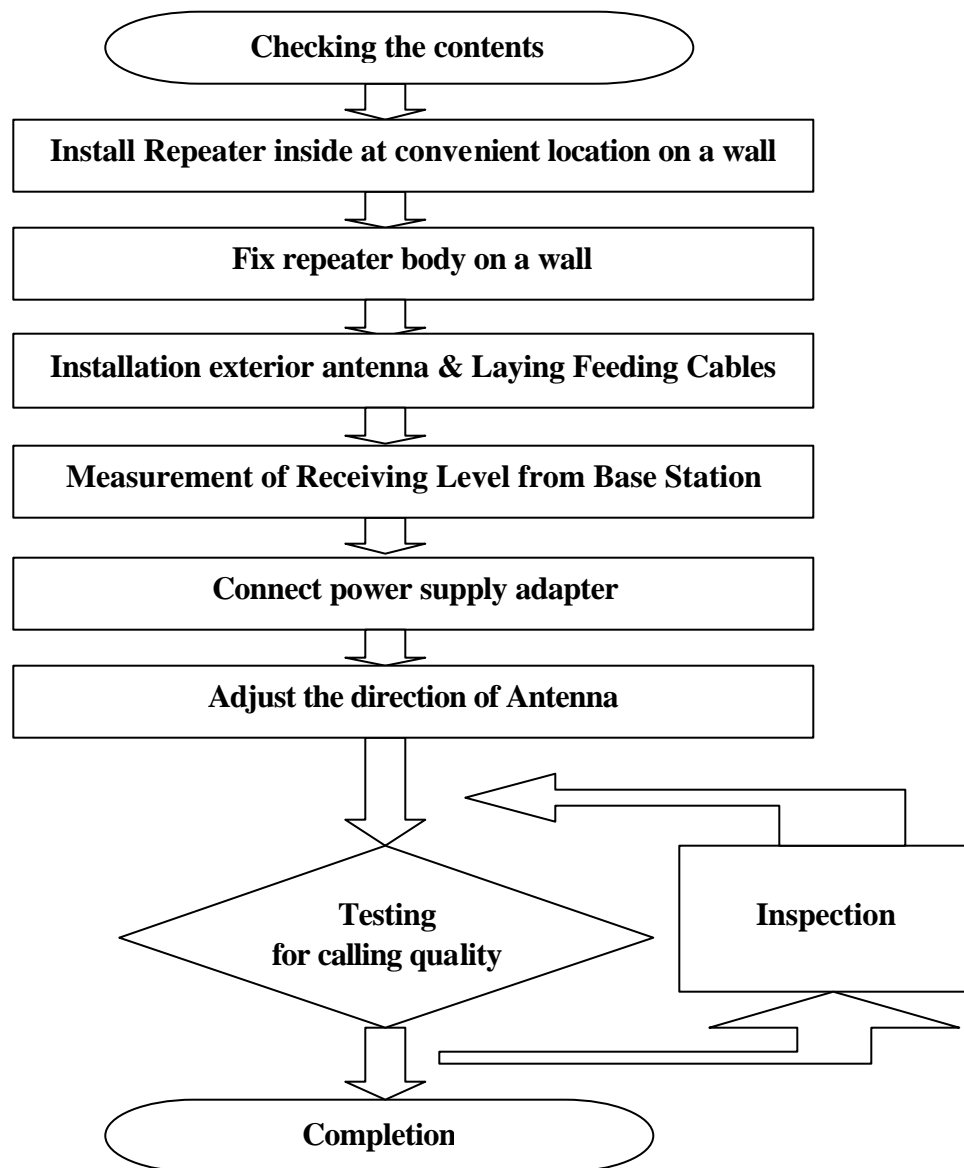 Checking the contents
Install Repeater inside at convenient location on a wall
Fix repeater body on a wall
Installation exterior antenna & Laying Feeding Cables
Measurement of Receiving Level from Base Station
Connect power supply adapter
Adjust the direction of Antenna
Testing
for calling quality
Inspection
Completion